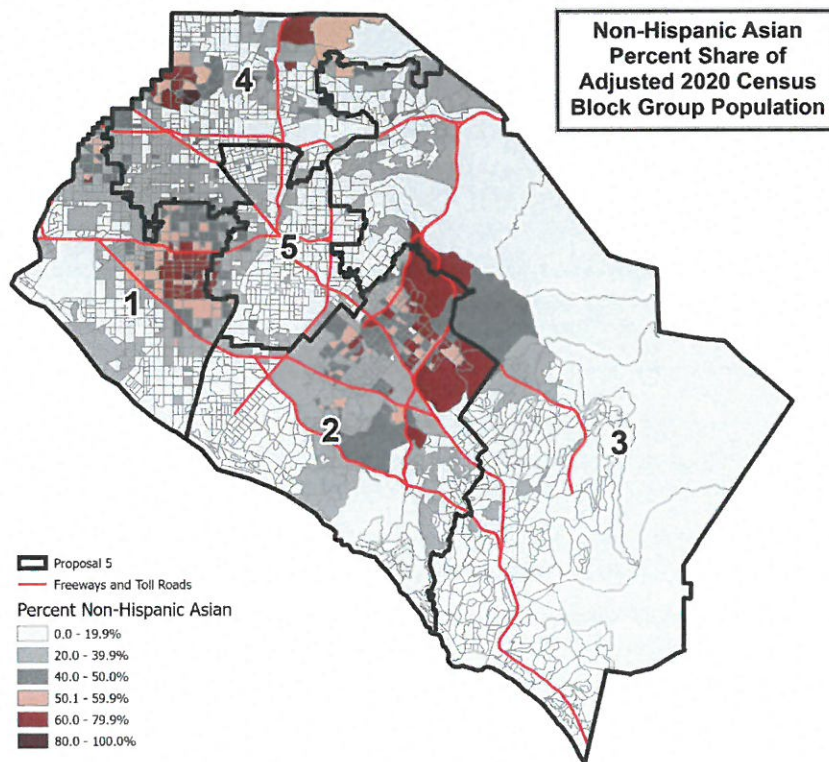 Non-Hispanic Asian
Percent Share of
Adjusted 2020 Census
Block Group Population
4
5
1
2
3
Proposal 5
Freeways and Toll Roads
Percent Non-Hispanic Asian
0.0 - 19.9%
20.0 - 39.9%
40.0 - 50.0%
50.1 - 59.9%
60.0 - 79.9%
80.0 - 100.0%